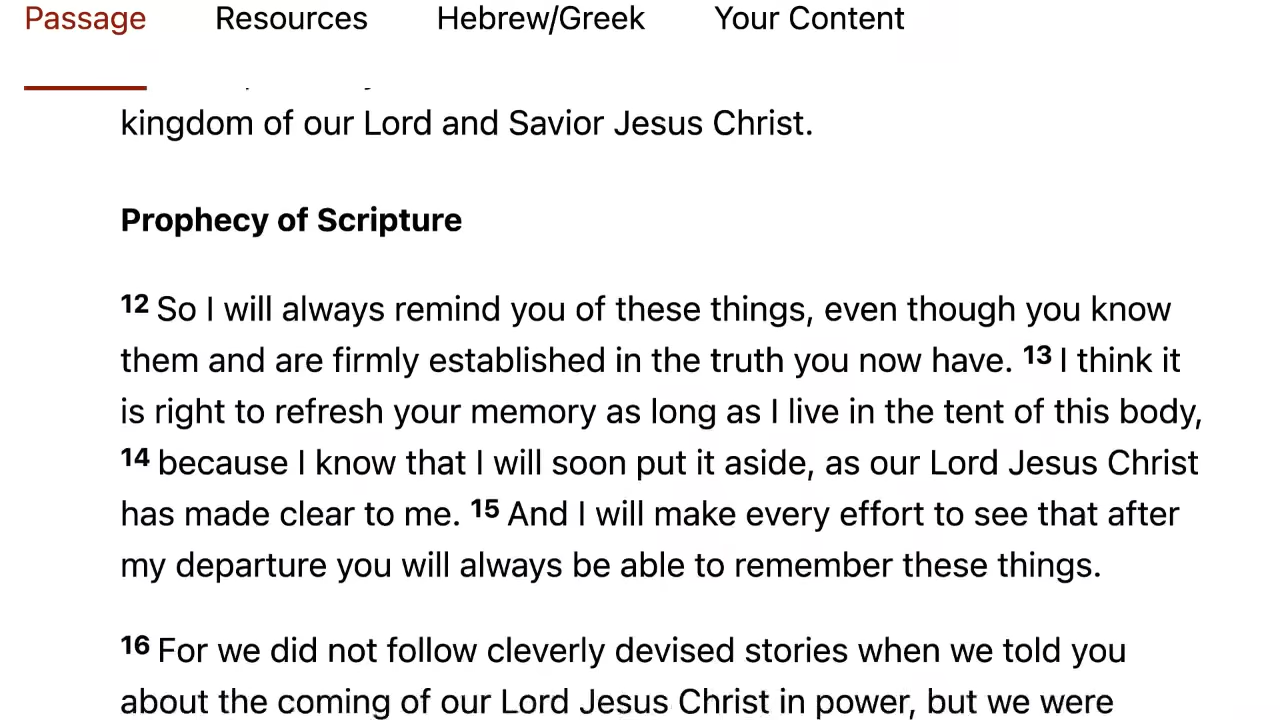 Passage Resources Hebrew/Greek Your Content
kingdom of our Lord and Savior Jesus Christ.
Prophecy of Scripture
12 So I will always remind you of these things, even though you know
them and are firmly established in the truth you now have. 13 I think it
is right to refresh your memory as long as I live in the tent of this body,
14 because I know that I will soon put it aside, as our Lord Jesus Christ
has made clear to me. 15 And I will make every effort to see that after
my departure you will always be able to remember these things.
16 For we did not follow cleverly devised stories when we told you
about the coming of our Lord Jesus Christ in power, but we were